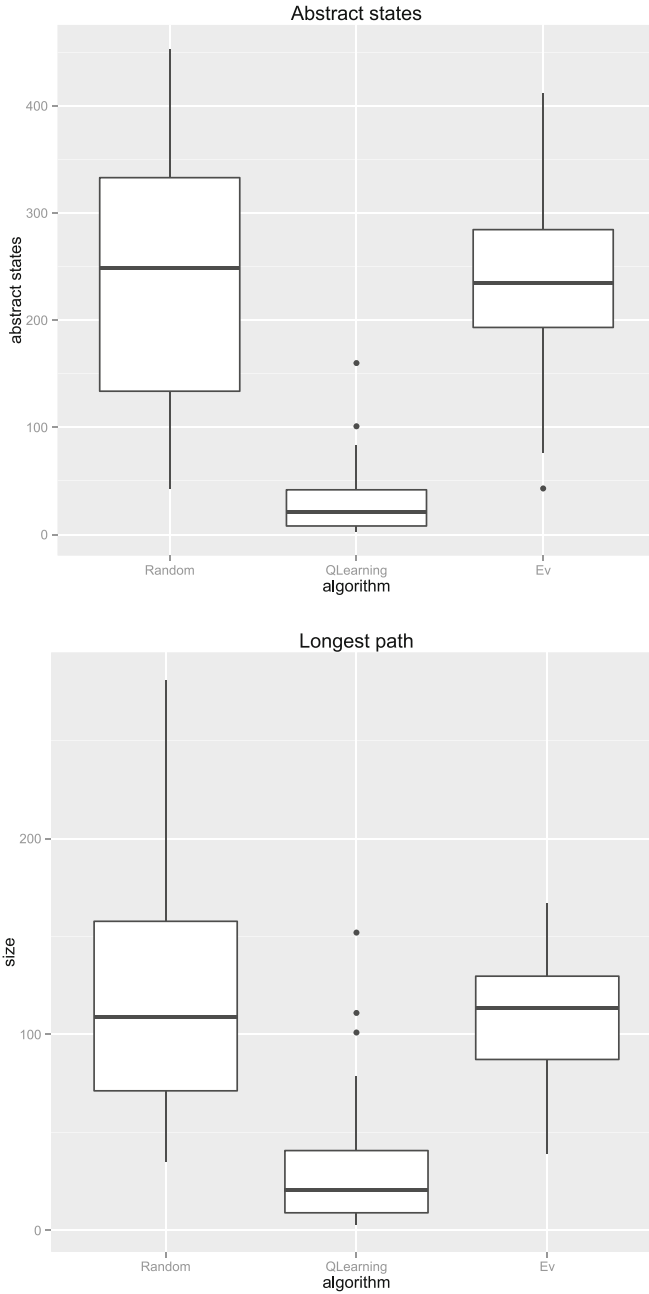 Abstract states
400
300
200
100
0
abstract states
Random QLearning Ev
algorithm
Longest path
200
100
0
size
Random QLearning Ev
algorithm